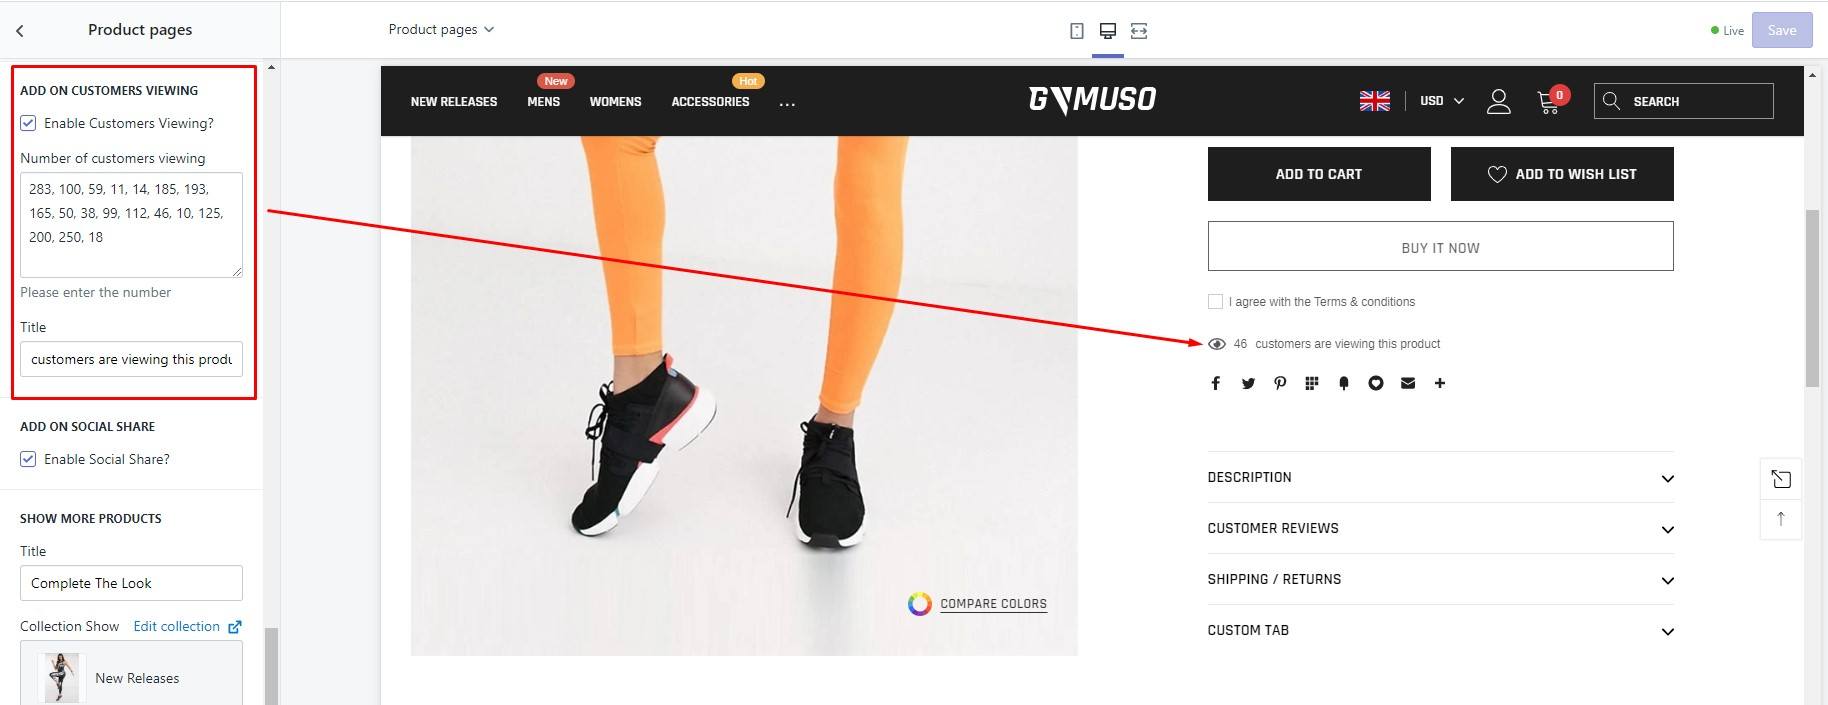 Product pages
ADD ON CUSTOMERS VIEWING
Enable Customers Viewing?
Number of customers viewing
283, 100, 59, 11, 14, 185, 193,
165, 50, 38, 99, 112, 46, 10, 125,
200, 250, 18
Please enter the number
Title
customers are viewing this produ
ADD ON SOCIAL SHARE
Enable Social Share?
SHOW MORE PRODUCTS
Title
Complete The Look
Collection Show Edit collection
New Releases
Product pages
Live
Save
New
Hot
NEW RELEASES MENS WOMENS ACCESSORIES ...
GYMUSO
USD
0
SEARCH
ADD TO CART
ADD TO WISH LIST
BUY IT NOW
I agree with the Terms & conditions
46 customers are viewing this product
DESCRIPTION
CUSTOMER REVIEWS
SHIPPING / RETURNS
CUSTOM TAB
COMPARE COLORS